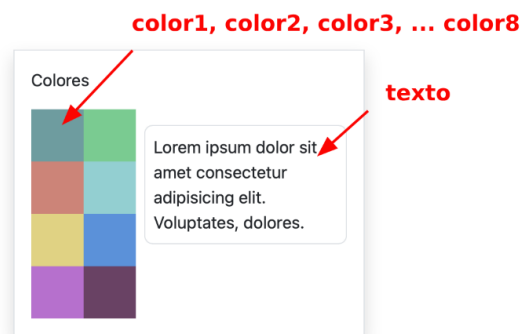 color1, color2, color3, ... color8
Colores
texto
Lorem ipsum dolor sit
amet consectetur
adipisicing elit.
Voluptates, dolores.